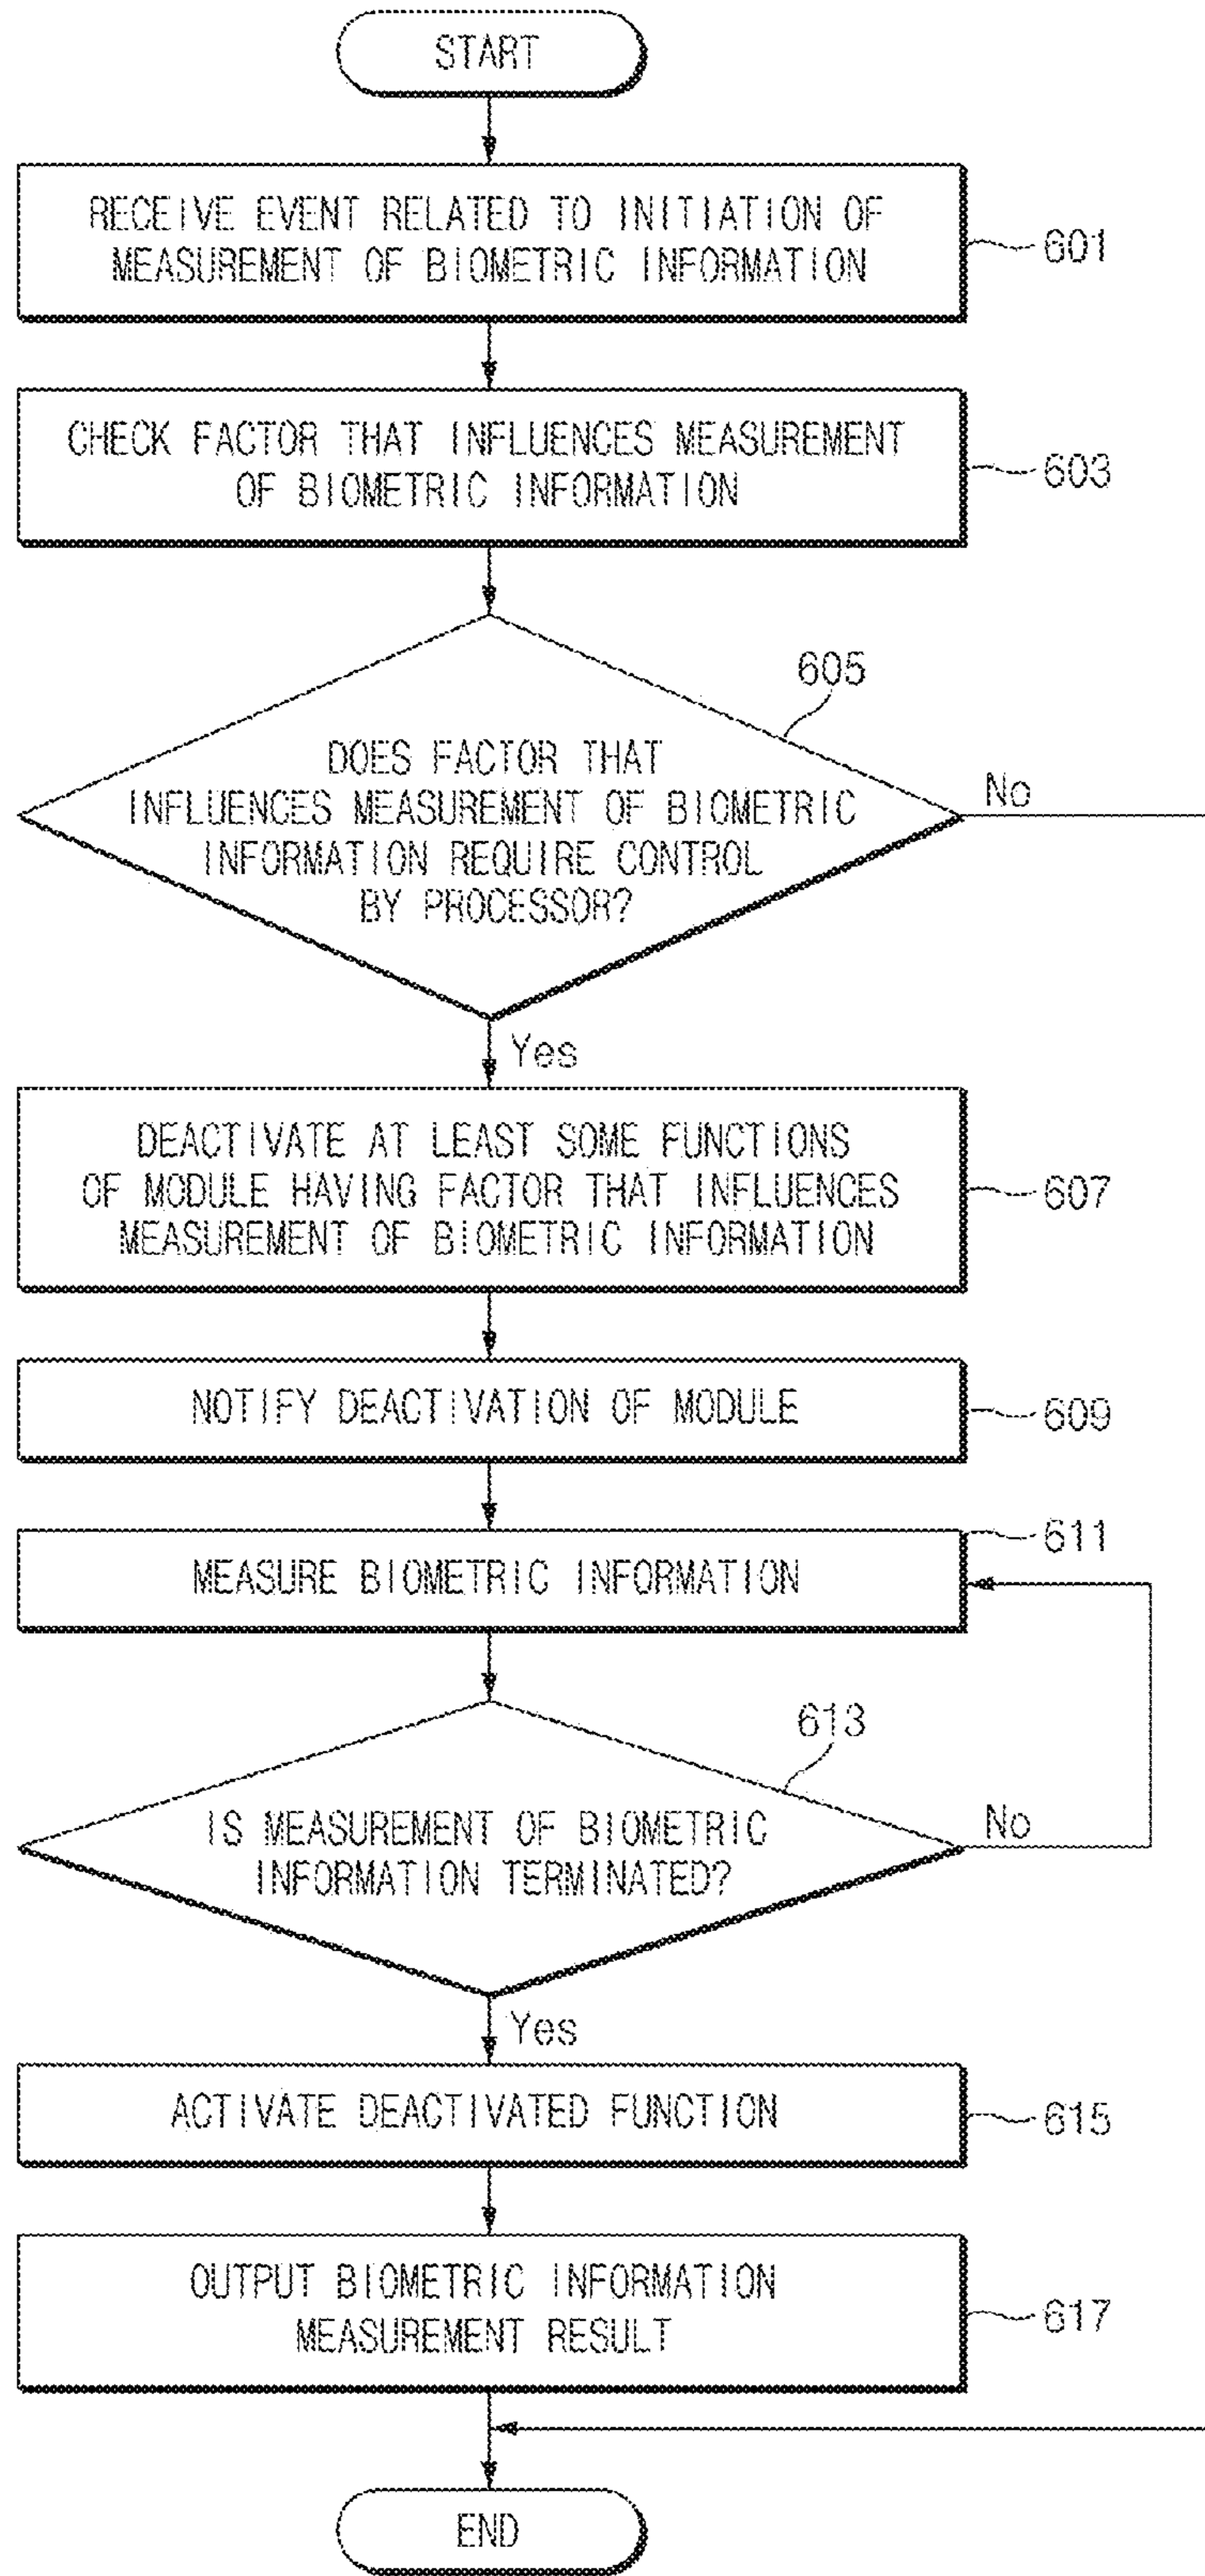 START
RECEIVE EVENT RELATED TO INITIATION OF
MEASUREMENT OF BIOMETRIC INFORMATION
601
CHECK FACTOR THAT INFLUENCES MEASUREMENT
OF BIOMETRIC INFORMATION
603
605
DOES FACTOR THAT
INFLUENCES MEASUREMENT OF BIOMETRIC
INFORMATION REQUIRE CONTROL
BY PROCESSOR?
No
Yes
DEACTIVATE AT LEAST SOME FUNCTIONS
OF MODULE HAVING FACTOR THAT INFLUENCES
MEASUREMENT OF BIOMETRIC INFORMATION
607
NOTIFY DEACTIVATION OF MODULE
609
611
MEASURE BIOMETRIC INFORMATION
613
IS MEASUREMENT OF BIOMETRIC
INFORMATION TERMINATED?
No
Yes
ACTIVATE DEACTIVATED FUNCTION
615
OUTPUT BIOMETRIC INFORMATION
MEASUREMENT RESULT
617
END